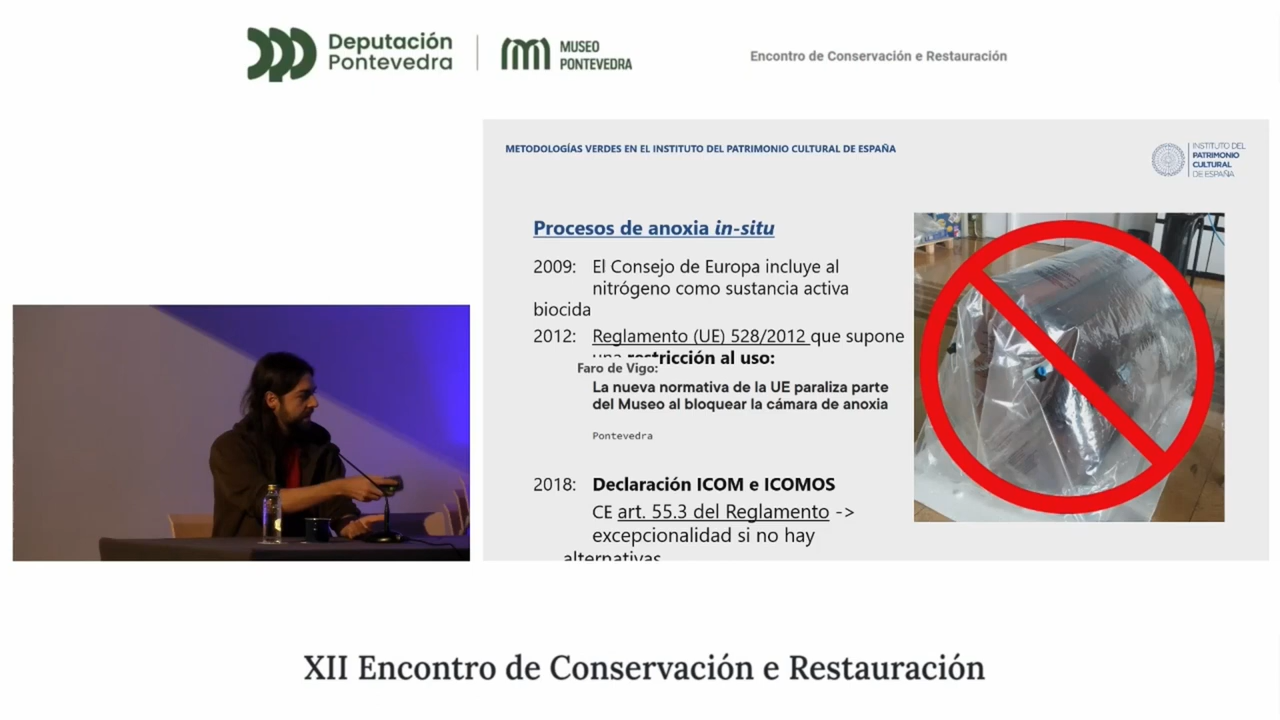 Deputación
Pontevedra
MUSEO
PONTEVEDRA
Encontro de Conservación e Restauración
METODOLOGÍAS VERDES EN EL INSTITUTO DEL PATRIMONIO CULTURAL DE ESPAÑA
INSTITUTO DEL
PATRIMONIO
CULTURAL
DE ESPAÑA
Procesos de anoxia in-situ
2009: El Consejo de Europa incluye al
nitrógeno como sustancia activa
biocida
2012: Reglamento (UE) 528/2012 que supone
una restricción al uso:
Faro de Vigo:
La nueva normativa de la UE paraliza parte
del Museo al bloquear la cámara de anoxia
Pontevedra
2018: Declaración ICOM e ICOMOS
CE art. 55.3 del Reglamento ->
excepcionalidad si no hay
alternativas
XII Encontro de Conservación e Restauración